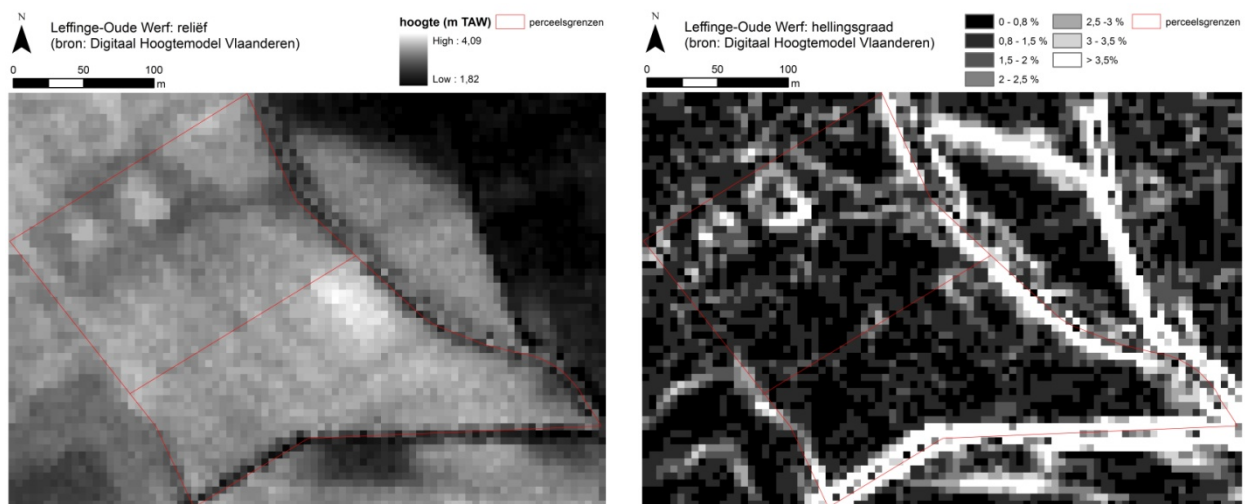 N
Leffinge-Oude Werf: reliëf
(bron: Digitaal Hoogtemodel Vlaanderen)
0 50 100
m
hoogte (m TAW)
High : 4,09
Low : 1,82
perceelsgrenzen
N
Leffinge-Oude Werf: hellingsgraad
(bron: Digitaal Hoogtemodel Vlaanderen)
0 50 100
m
0 - 0,8 %
0,8 - 1,5 %
1,5 - 2 %
2 - 2,5 %
2,5 -3 %
3 - 3,5 %
> 3,5%
perceelsgrenzen